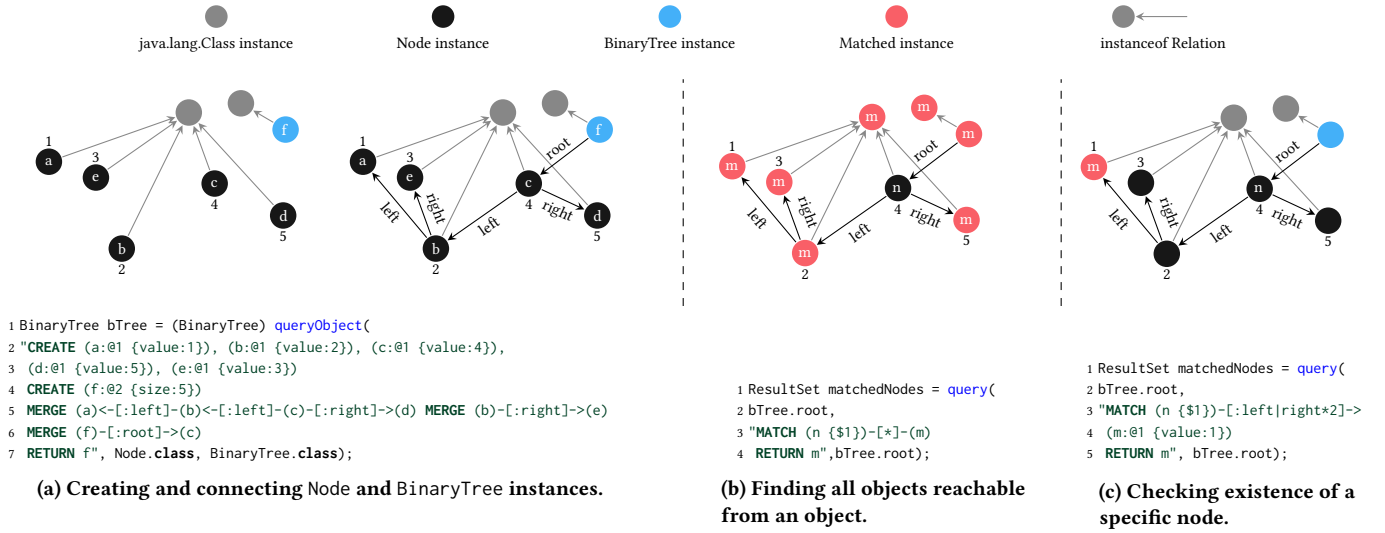 java.lang.Class instance
Node instance
BinaryTree instance
Matched instance
instanceof Relation
1
a
3
e
b
2
c
4
d
5
f
1
a
3
e
b
2
c
4
d
5
f
root
left
right
left
right
1
m
3
m
m
2
m
m
m
n
4
m
5
root
left
right
left
right
1
m
3
2
n
4
5
root
left
right
left
right
1 BinaryTree bTree = (BinaryTree) queryObject(
2 "CREATE (a:@1 {value:1}), (b:@1 {value:2}), (c:@1 {value:4}),
3 (d:@1 {value:5}), (e:@1 {value:3})
4 CREATE (f:@2 {size:5})
5 MERGE (a)<-[:left]-(b)<-[:left]-(c)-[:right]->(d) MERGE (b)-[:right]->(e)
6 MERGE (f)-[:root]->(c)
7 RETURN f", Node.class, BinaryTree.class);
(a) Creating and connecting Node and BinaryTree instances.
1 ResultSet matchedNodes = query(
2 bTree.root,
3 "MATCH (n {$1})-[*]-(m)
4 RETURN m",bTree.root);
(b) Finding all objects reachable
from an object.
1 ResultSet matchedNodes = query(
2 bTree.root,
3 "MATCH (n {$1})-[:left|right*2]->
4 (m:@1 {value:1})
5 RETURN m", bTree.root);
(c) Checking existence of a
specific node.